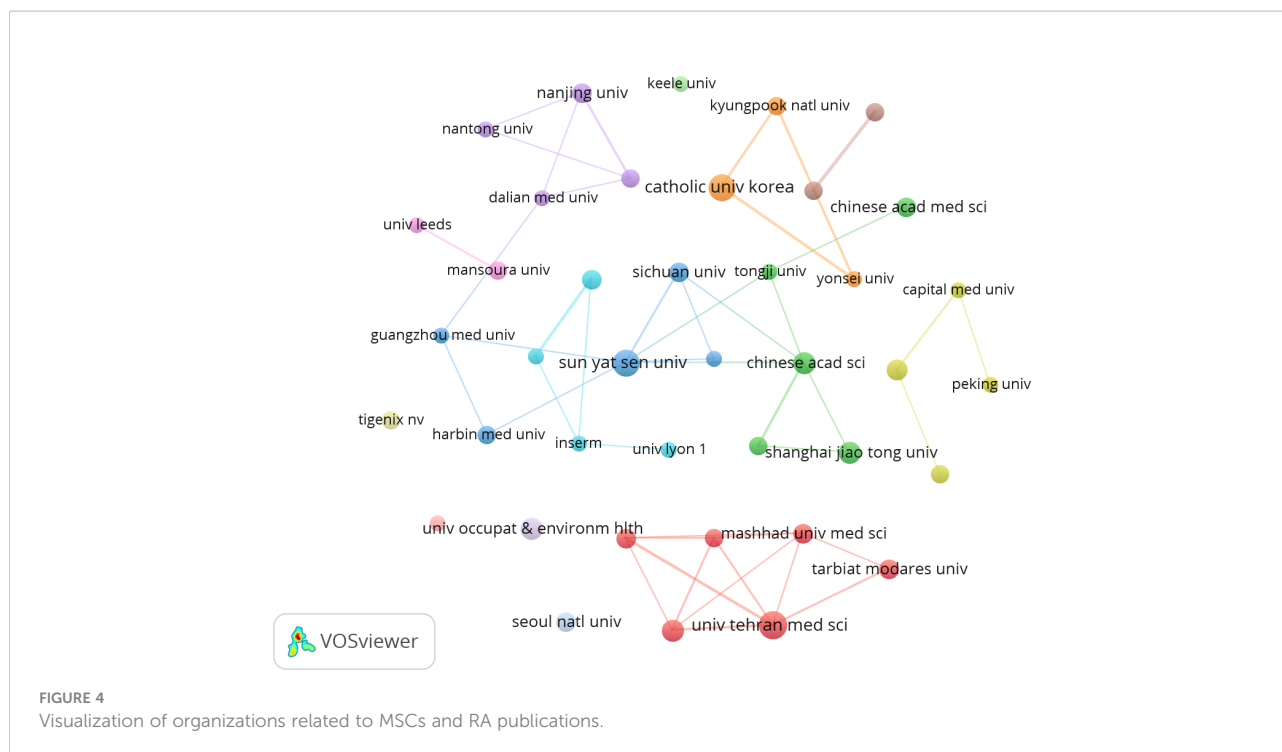 keele univ
nanjing univ
kyungpook natl univ
nantong univ
catholic univ korea
dalian med univ
chinese acad med sci
univ leeds
mansoura univ
sichuan univ
tongji univ
yonsei univ
capital med univ
guangzhou med univ
sun yat sen univ
chinese acad sci
peking univ
tigenix nv
harbin med univ
inserm
univ lyon 1
shanghai jiao tong univ
univ occupat & environm hlth
mashhad univ med sci
tarbiat modares univ
seoul natl univ
univ tehran med sci
VOSviewer
FIGURE 4
Visualization of organizations related to MSCs and RA publications.